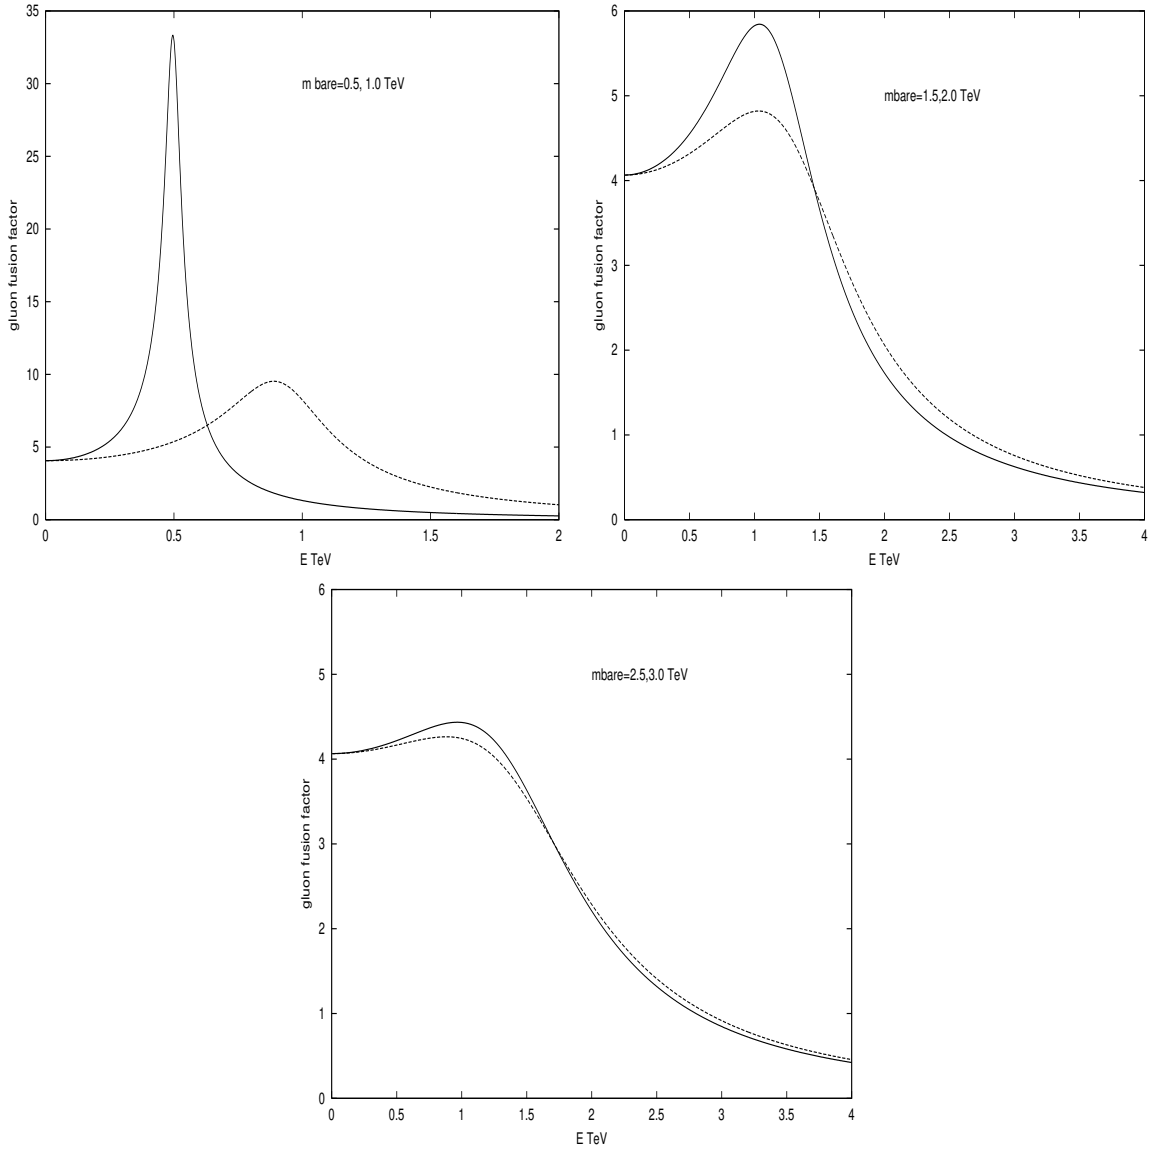 35
30
25
20
15
10
5
0
gluon fusion factor
m bare=0.5, 1.0 TeV
0 0.5 1 1.5 2
E TeV
6
5
4
3
2
1
0
gluon fusion factor
mbare=1.5,2.0 TeV
0 0.5 1 1.5 2 2.5 3 3.5 4
E TeV
6
5
4
3
2
1
0
gluon fusion factor
mbare=2.5,3.0 TeV
0 0.5 1 1.5 2 2.5 3 3.5 4
E TeV